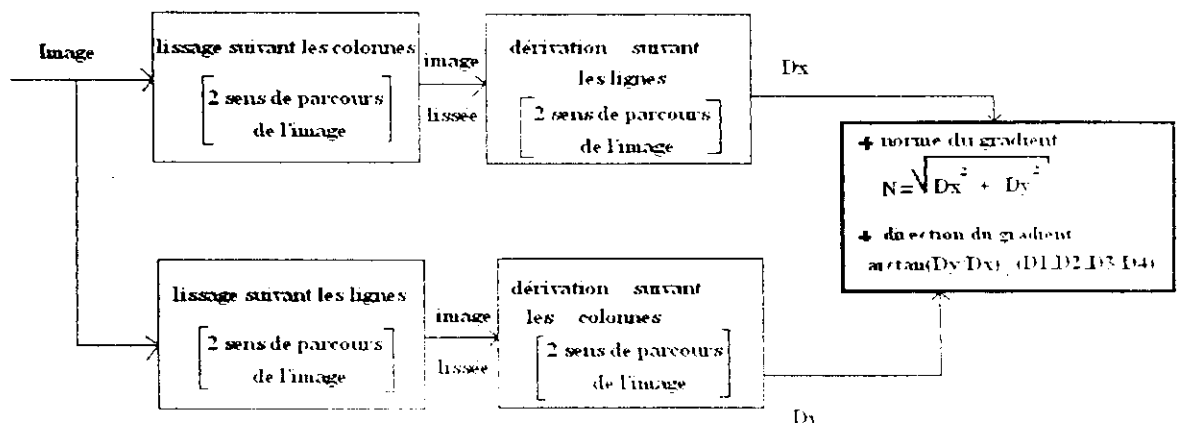 Image
lissage suivant les colonnes
2 sens de parcours
de l'image
image
lissée
dérivation suivant
les lignes
2 sens de parcours
de l'image
Dx
+ norme du gradient
N = √ Dx² + Dy²
+ direction du gradient
arctan(Dy/Dx) (D1,D2,D3,D4)
lissage suivant les lignes
2 sens de parcours
de l'image
image
lissée
dérivation suivant
les colonnes
2 sens de parcours
de l'image
Dy